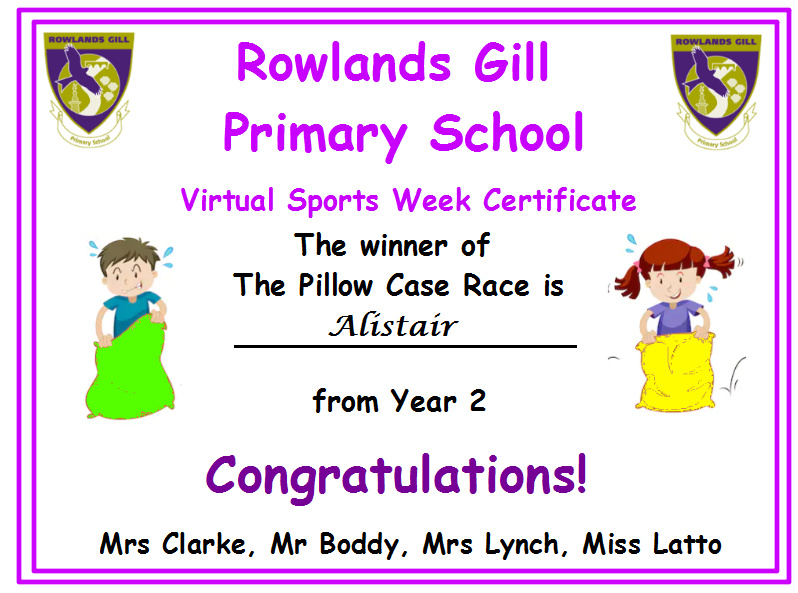 ROWLANDS GILL
Primary School
ROWLANDS GILL
Primary School
Rowlands Gill
Primary School
Virtual Sports Week Certificate
The winner of
The Pillow Case Race is
Alistair
from Year 2
Congratulations!
Mrs Clarke, Mr Boddy, Mrs Lynch, Miss Latto